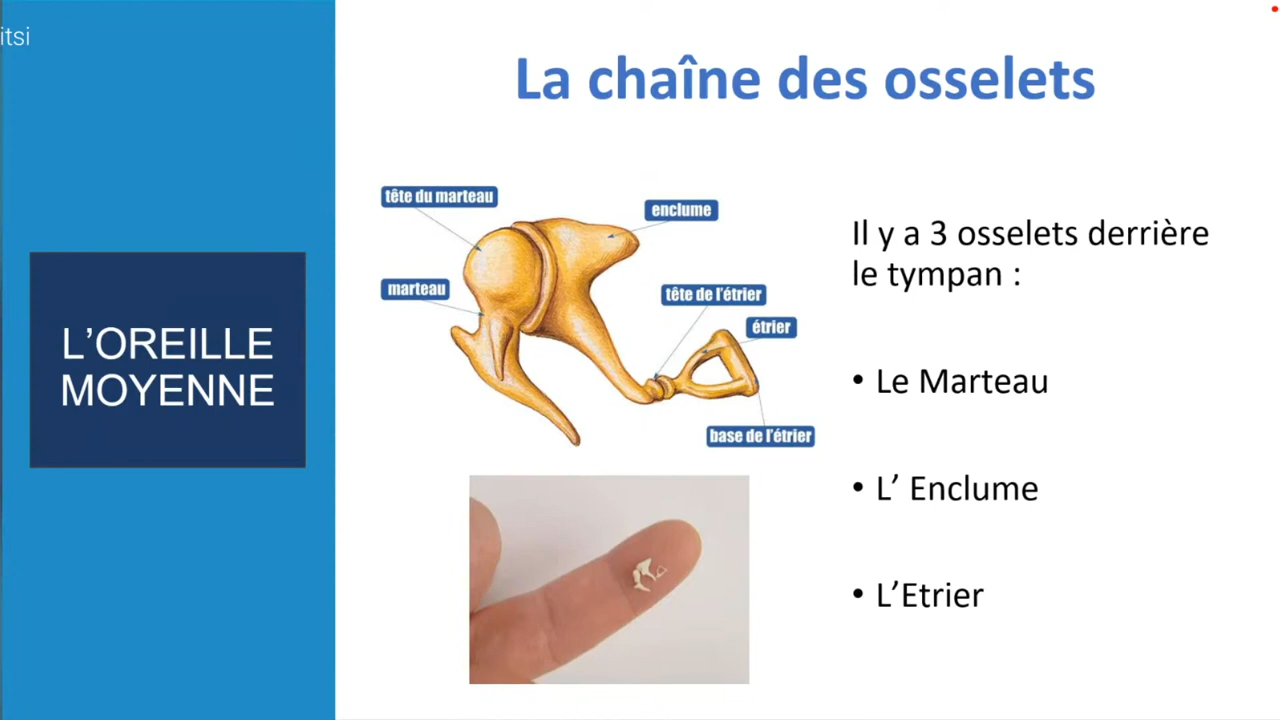 itsi
La chaîne des osselets
L'OREILLE
MOYENNE
tête du marteau
enclume
marteau
tête de l'étrier
étrier
base de l'étrier
Il y a 3 osselets derrière
le tympan :
• Le Marteau
• L' Enclume
• L'Etrier